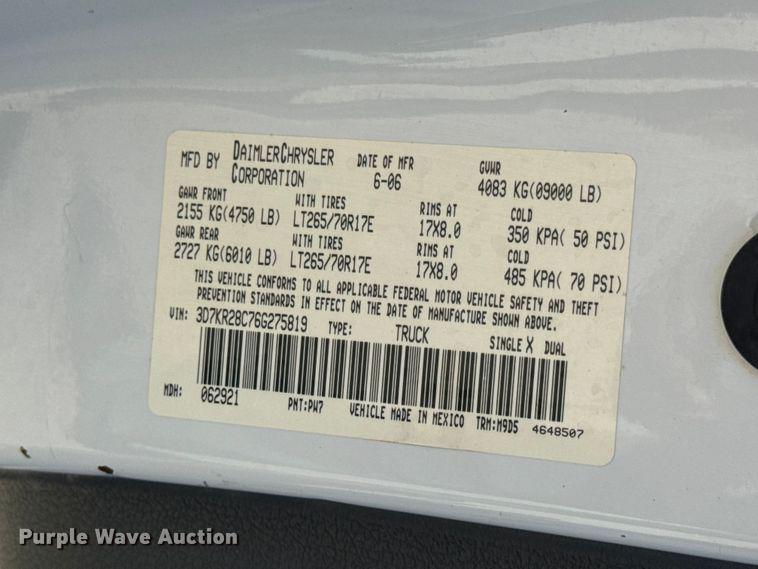 MFD BY DAIMLERCHRYSLER CORPORATION DATE OF MFR 6-06 GVWR 4083 KG(09000 LB)
GAWR FRONT WITH TIRES RIMS AT COLD
2155 KG(4750 LB) LT265/70R17E 17X8.0 350 KPA( 50 PSI)
GAWR REAR WITH TIRES RIMS AT COLD
2727 KG(6010 LB) LT265/70R17E 17X8.0 485 KPA( 70 PSI)
THIS VEHICLE CONFORMS TO ALL APPLICABLE FEDERAL MOTOR VEHICLE SAFETY AND THEFT
PREVENTION STANDARDS IN EFFECT ON THE DATE OF MANUFACTURE SHOWN ABOVE.
VIN: 3D7KR28C76G275819 TYPE: TRUCK SINGLE X DUAL
MDH: 062921 PNT:PW7 VEHICLE MADE IN MEXICO TRM:M9D5 4648507
Purple Wave Auction